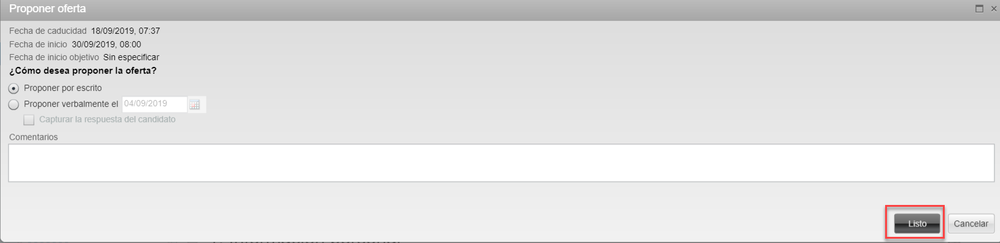 Proponer oferta
Fecha de caducidad 18/09/2019, 07:37
Fecha de inicio 30/09/2019, 08:00
Fecha de inicio objetivo Sin especificar
¿Cómo desea proponer la oferta?
Proponer por escrito
Proponer verbalmente el 04/09/2019
Capturar la respuesta del candidato
Comentarios
Listo Cancelar